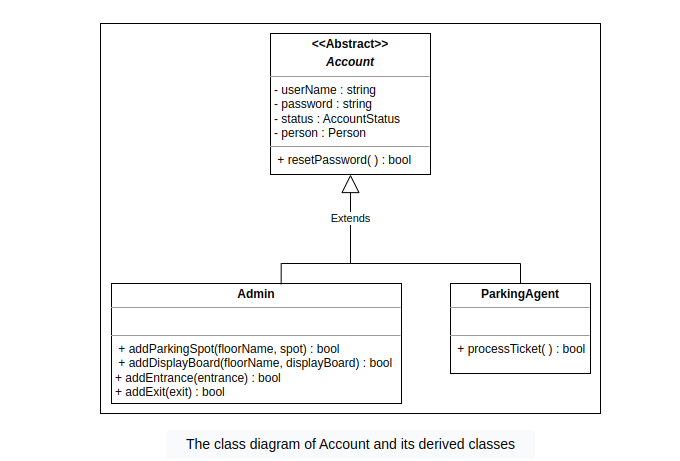 <<Abstract>>
Account
- userName : string
- password : string
- status : AccountStatus
- person : Person
+ resetPassword( ) : bool
Extends
Admin
+ addParkingSpot(floorName, spot) : bool
+ addDisplayBoard(floorName, displayBoard) : bool
+ addEntrance(entrance) : bool
+ addExit(exit) : bool
ParkingAgent
+ processTicket( ) : bool
The class diagram of Account and its derived classes